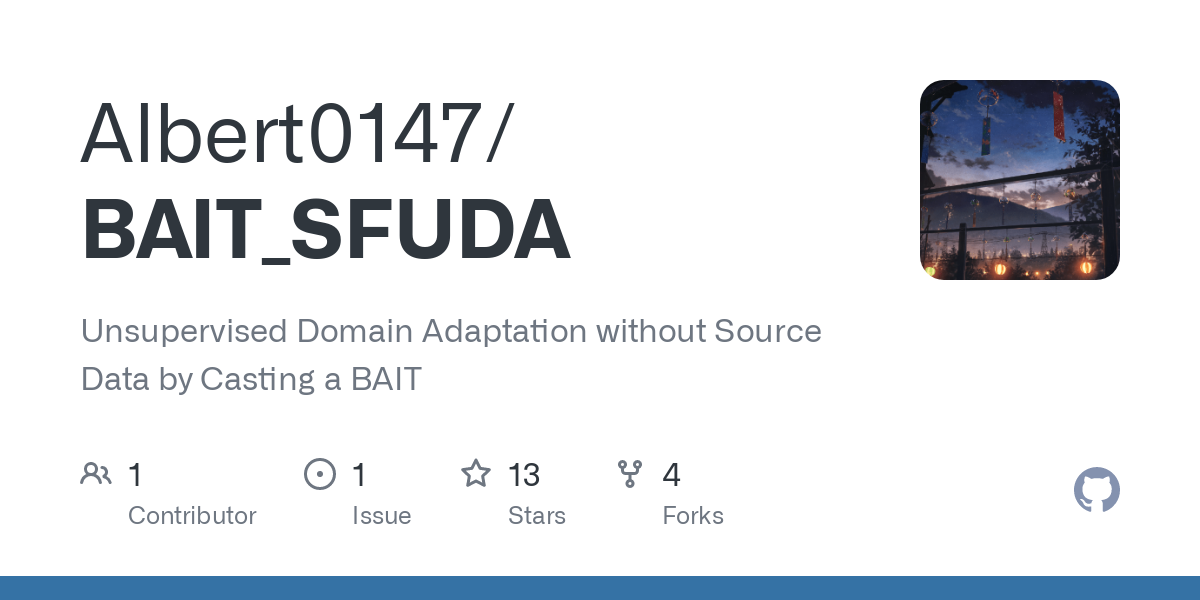 Albert0147/
BAIT_SFUDA
Unsupervised Domain Adaptation without Source
Data by Casting a BAIT
1
Contributor
1
Issue
13
Stars
4
Forks